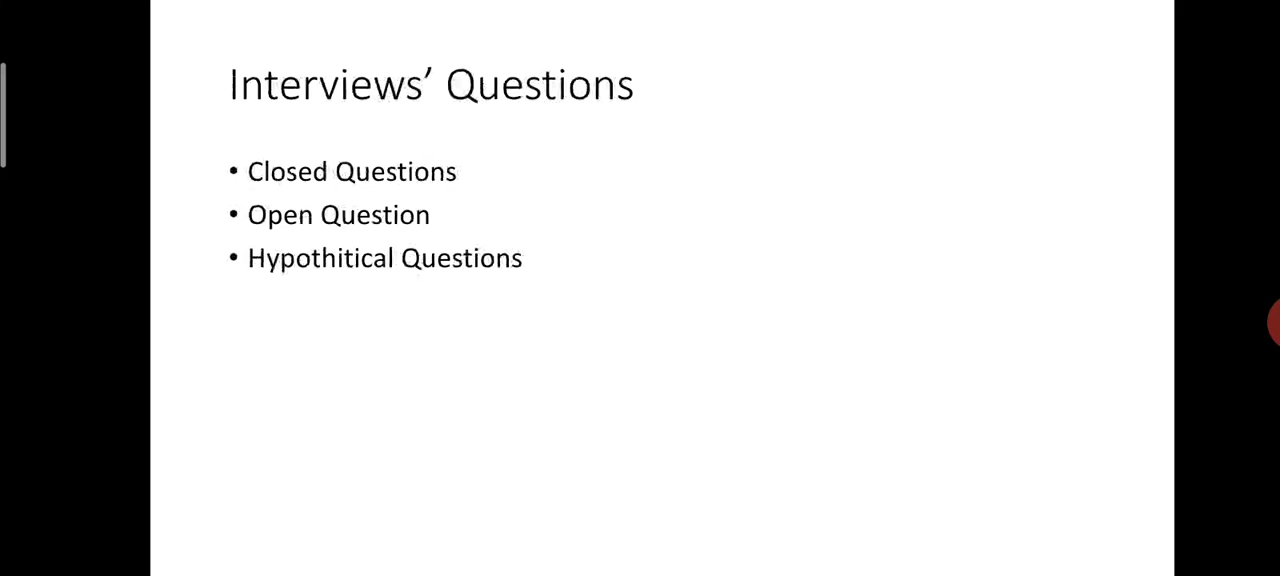 Interviews’ Questions
• Closed Questions
• Open Question
• Hypothitical Questions